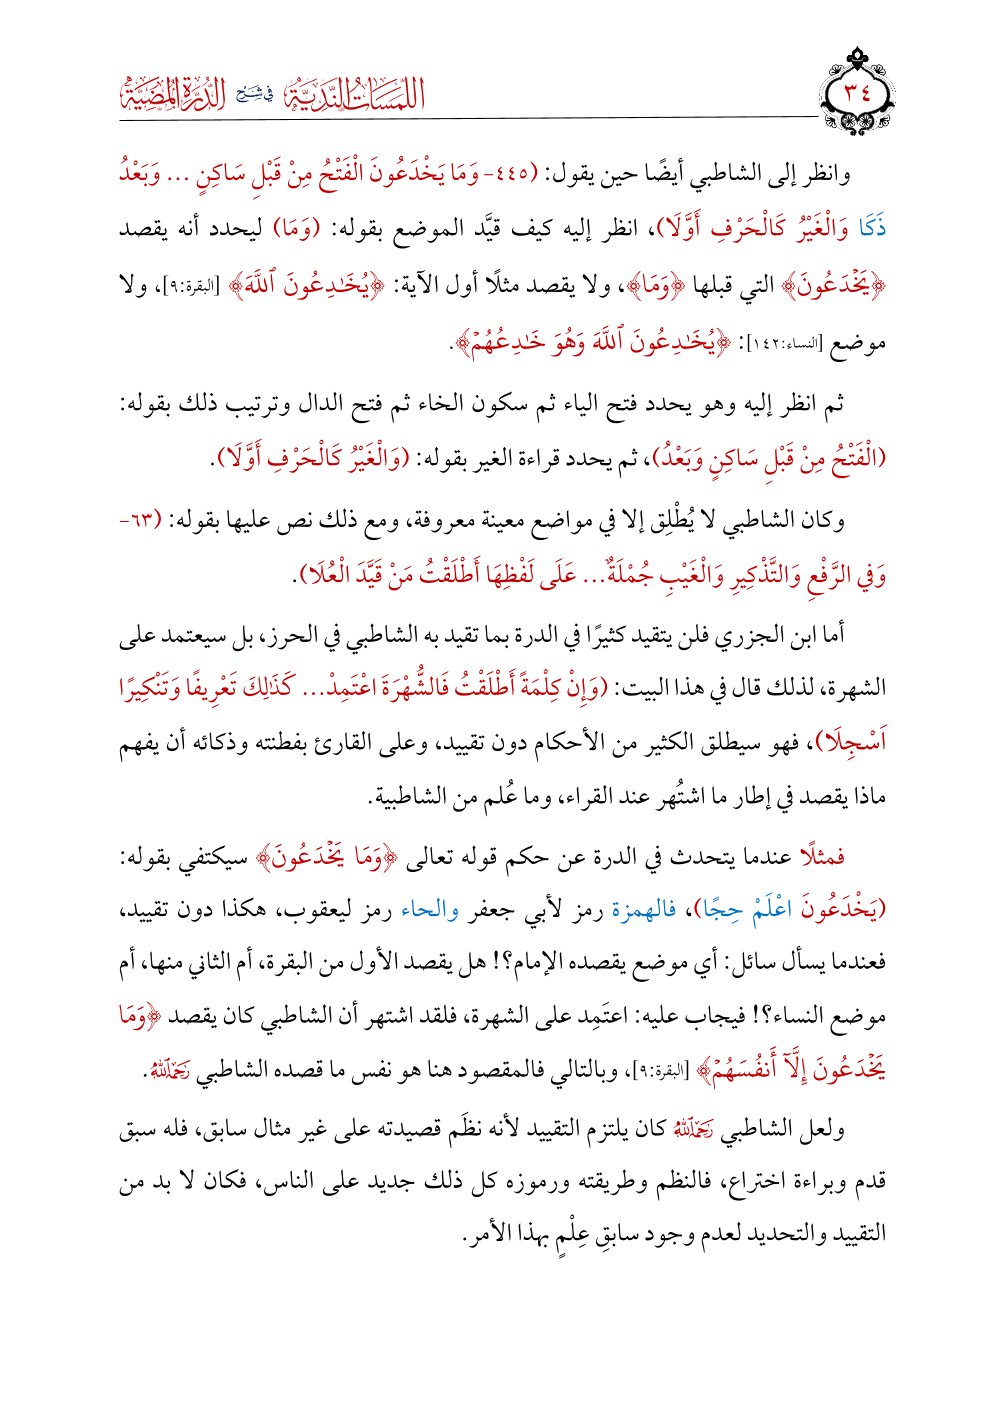 اللمسات الندية في شرح الدرة المضية
٣٤
وانظر إلى الشاطبي أيضًا حين يقول: (٤٤٥- وَمَا يَخْدَعُونَ الْفَتْحُ مِنْ قَبْلِ سَاكِنٍ ... وَبَعْدُ
ذَكَا وَالْغَيْرُ كَالْحَرْفِ أَوَّلَا)، انظر إليه كيف قيَّد الموضع بقوله: (وَمَا) ليحدد أنه يقصد
﴿يَخْدَعُونَ﴾ التي قبلها ﴿وَمَا﴾، ولا يقصد مثلًا أول الآية: ﴿يُخَٰدِعُونَ ٱللَّهَ﴾ [البقرة:٩]، ولا
موضع [النساء:١٤٢]: ﴿يُخَٰدِعُونَ ٱللَّهَ وَهُوَ خَٰدِعُهُمْ﴾.
ثم انظر إليه وهو يحدد فتح الياء ثم سكون الخاء ثم فتح الدال وترتيب ذلك بقوله:
(الْفَتْحُ مِنْ قَبْلِ سَاكِنٍ وَبَعْدُ)، ثم يحدد قراءة الغير بقوله: (وَالْغَيْرُ كَالْحَرْفِ أَوَّلَا).
وكان الشاطبي لا يُطْلِق إلا في مواضع معينة معروفة، ومع ذلك نص عليها بقوله: (٦٣-
وَفي الرَّفْعِ وَالتَّذْكِيرِ وَالْغَيْبِ جُمْلَةٌ... عَلَى لَفْظِهَا أَطْلَقْتُ مَنْ قَيَّدَ الْعُلَا).
أما ابن الجزري فلن يتقيد كثيرًا في الدرة بما تقيد به الشاطبي في الحرز، بل سيعتمد على
الشهرة، لذلك قال في هذا البيت: (وَإِنْ كِلْمَةً أَطْلَقْتُ فَالشُّهْرَةَ اعْتَمِدْ... كَذَٰلِكَ تَعْرِيفًا وَتَنْكِيرًا
اَسْجِلَا)، فهو سيطلق الكثير من الأحكام دون تقييد، وعلى القارئ بفطنته وذكائه أن يفهم
ماذا يقصد في إطار ما اشتُهر عند القراء، وما عُلم من الشاطبية.
فمثلًا عندما يتحدث في الدرة عن حكم قوله تعالى ﴿وَمَا يَخْدَعُونَ﴾ سيكتفي بقوله:
(يَخْدَعُونَ اعْلَمْ حِجًا)، فالهمزة رمز لأبي جعفر والحاء رمز ليعقوب، هكذا دون تقييد،
فعندما يسأل سائل: أي موضع يقصده الإمام؟! هل يقصد الأول من البقرة، أم الثاني منها، أم
موضع النساء؟! فيجاب عليه: اعتَمِد على الشهرة، فلقد اشتهر أن الشاطبي كان يقصد ﴿وَمَا
يَخْدَعُونَ إِلَّآ أَنفُسَهُمْ﴾ [البقرة:٩]، وبالتالي فالمقصود هنا هو نفس ما قصده الشاطبي رَحِمَهُ ٱللَّهُ.
ولعل الشاطبي رَحِمَهُ ٱللَّهُ كان يلتزم التقييد لأنه نظَم قصيدته على غير مثال سابق، فله سبق
قدم وبراءة اختراع، فالنظم وطريقته ورموزه كل ذلك جديد على الناس، فكان لا بد من
التقييد والتحديد لعدم وجود سابقِ عِلْمٍ بهذا الأمر.